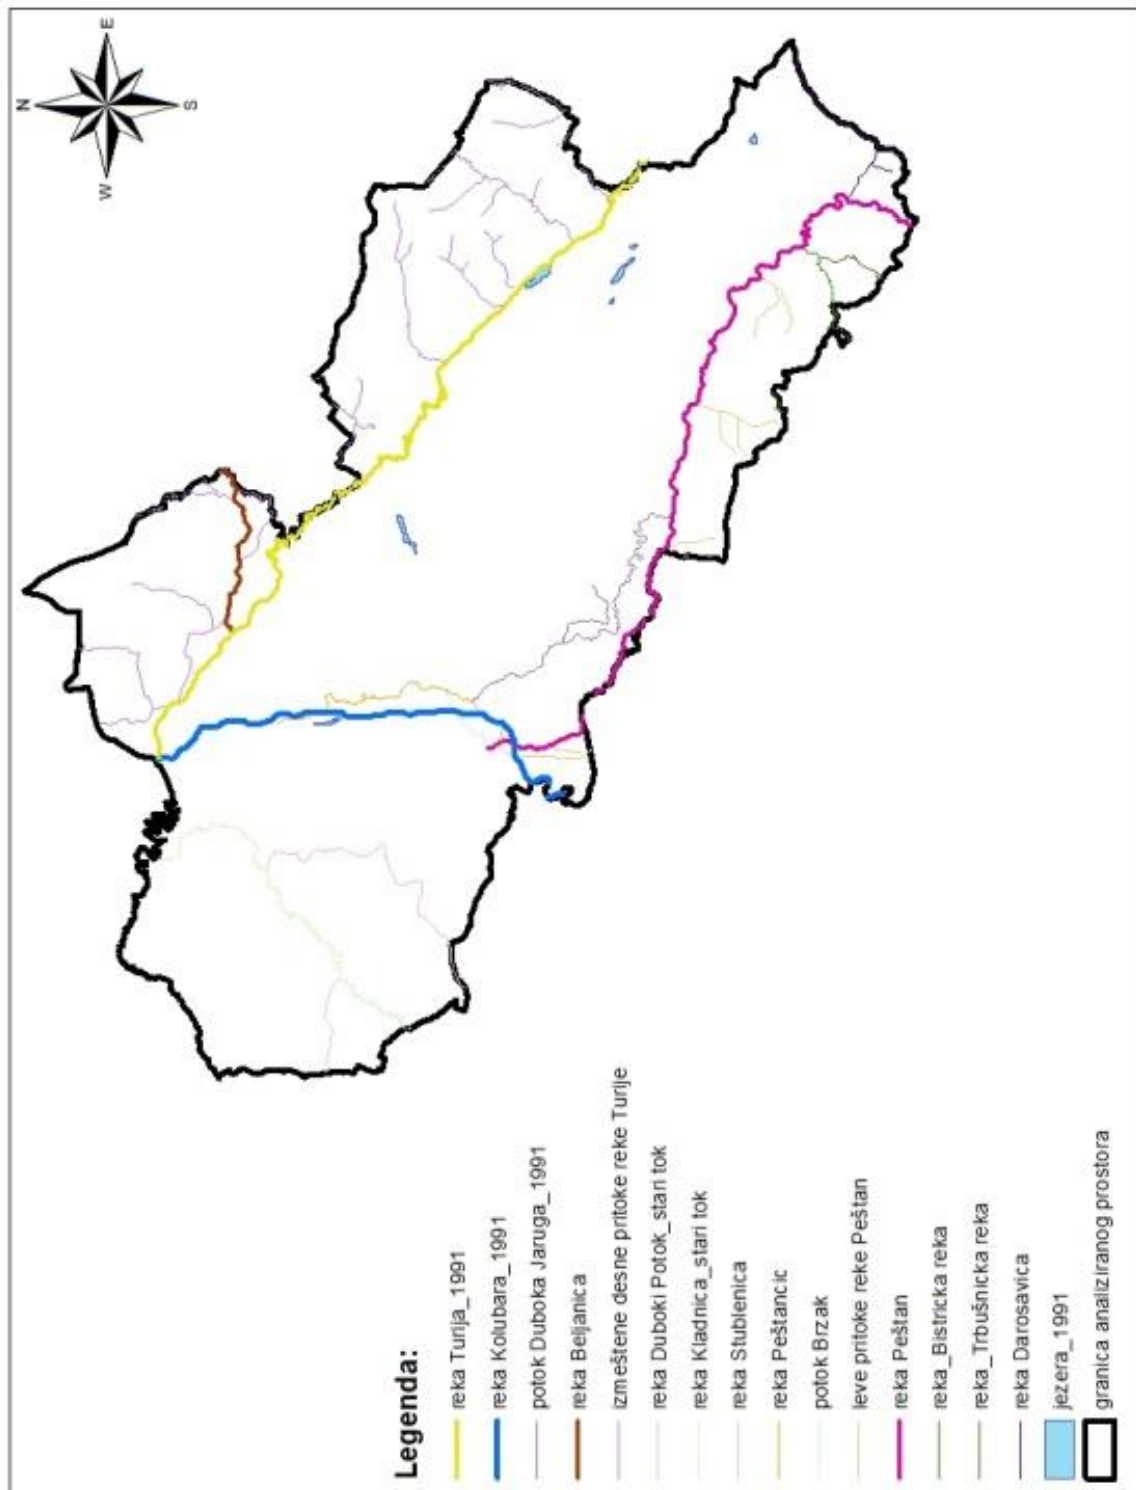 N
E
W
S
Legenda:
reka Turija_1991
reka Kolubara_1991
potok Duboka Jaruga_1991
reka Beljanica
izmeštene desne pritoke reke Turije
reka Duboki Potok_stari tok
reka Kladnica_stari tok
reka Stublenica
reka Peštancic
potok Brzak
leve pritoke reke Peštan
reka Peštan
reka_Bistricka reka
reka_Trbušnicka reka
reka Darosavica
jezera_1991
granica analiziranog prostora